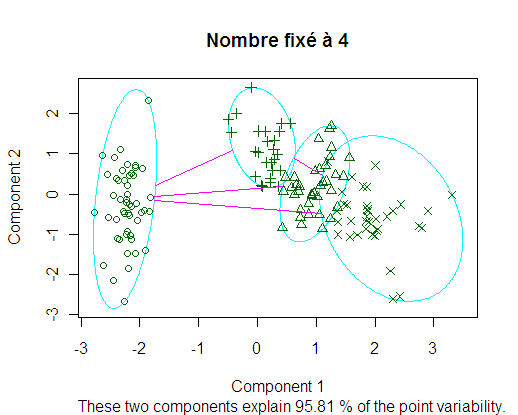 Nombre fixé à 4
Component 2
2
1
0
-1
-2
-3
-3 -2 -1 0 1 2 3
Component 1
These two components explain 95.81 % of the point variability.